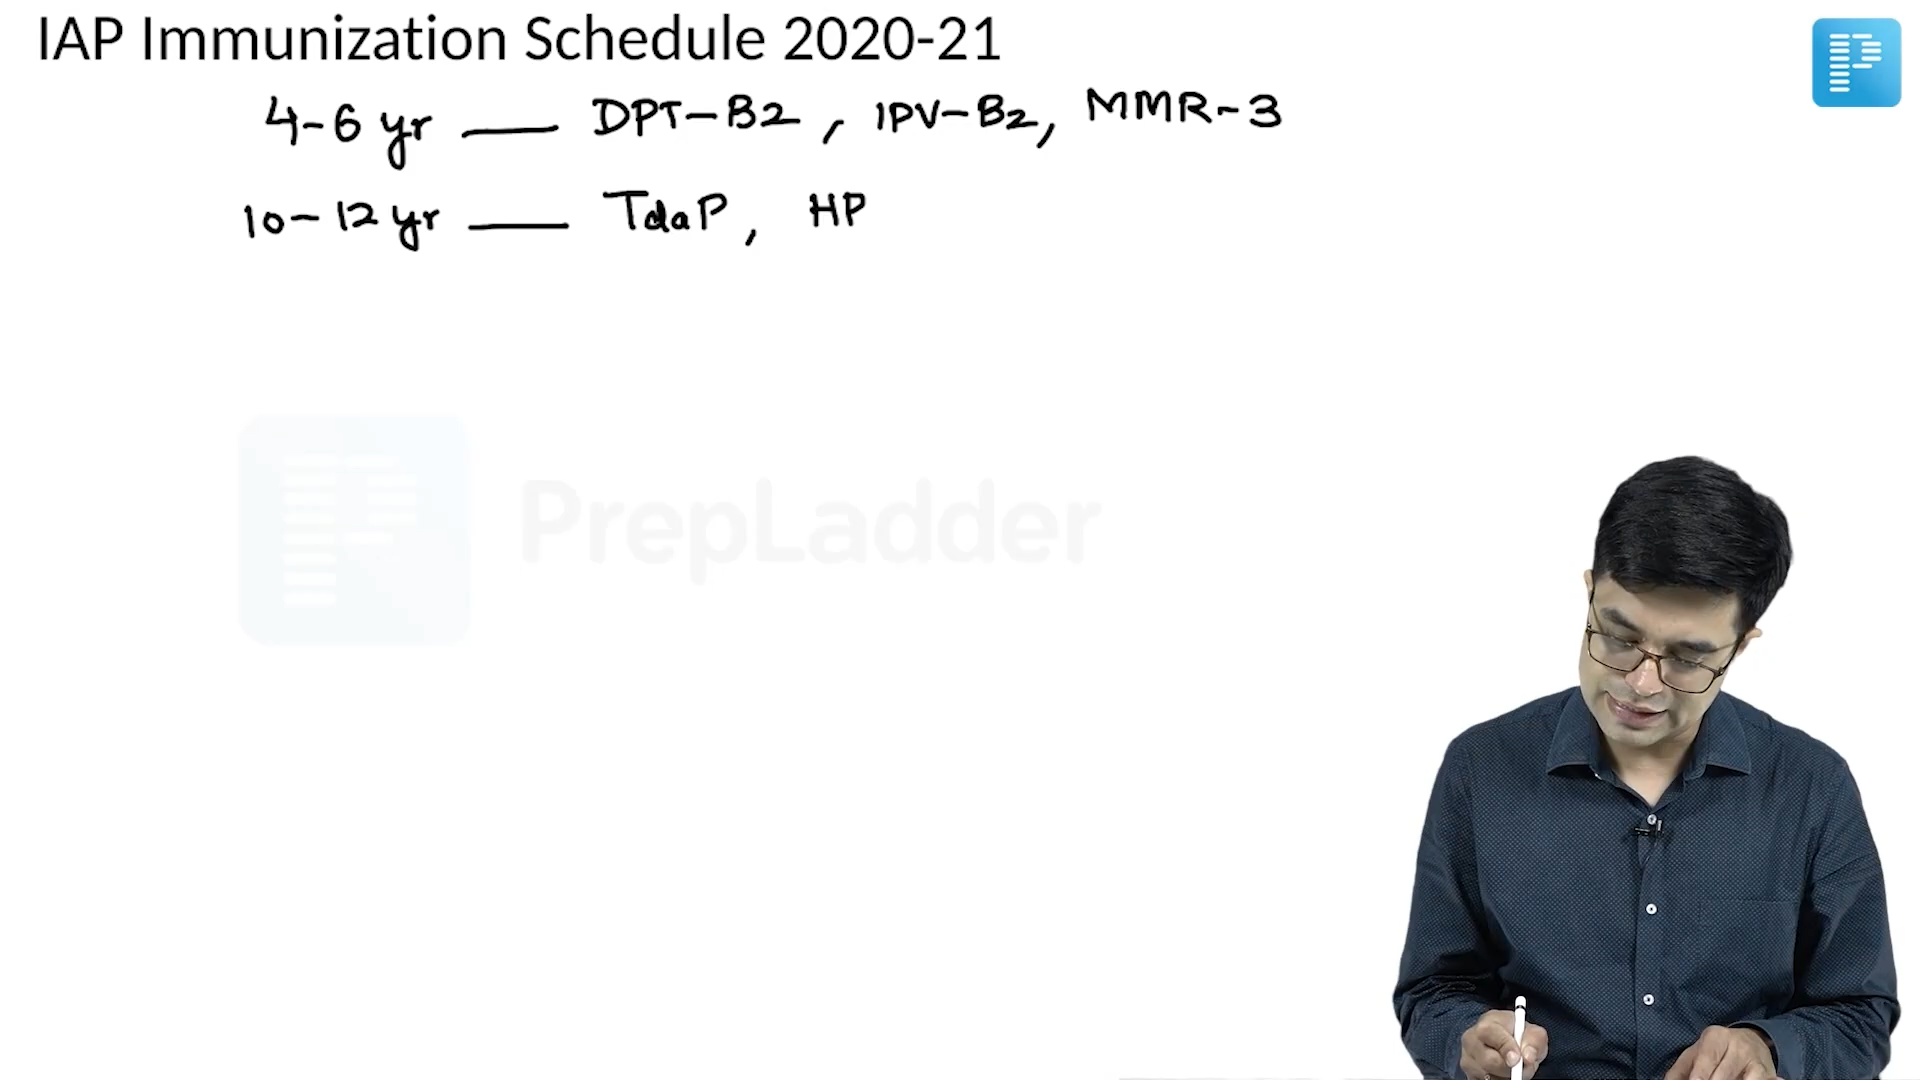 IAP Immunization Schedule 2020-21
4-6 yr — DPT-B2, IPV-B2, MMR-3
10-12 yr — TdaP, HP
PrepLadder